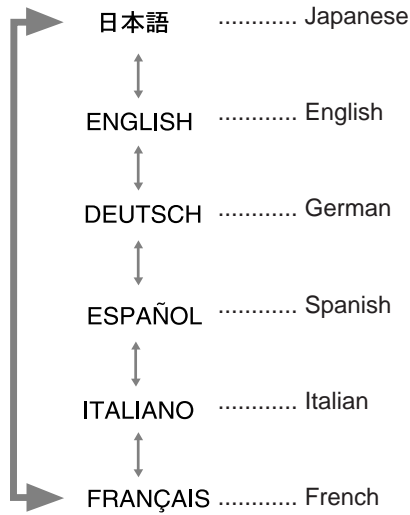 日本語 ............ Japanese
ENGLISH ............ English
DEUTSCH ............ German
ESPAÑOL ............ Spanish
ITALIANO ............ Italian
FRANÇAIS ............ French